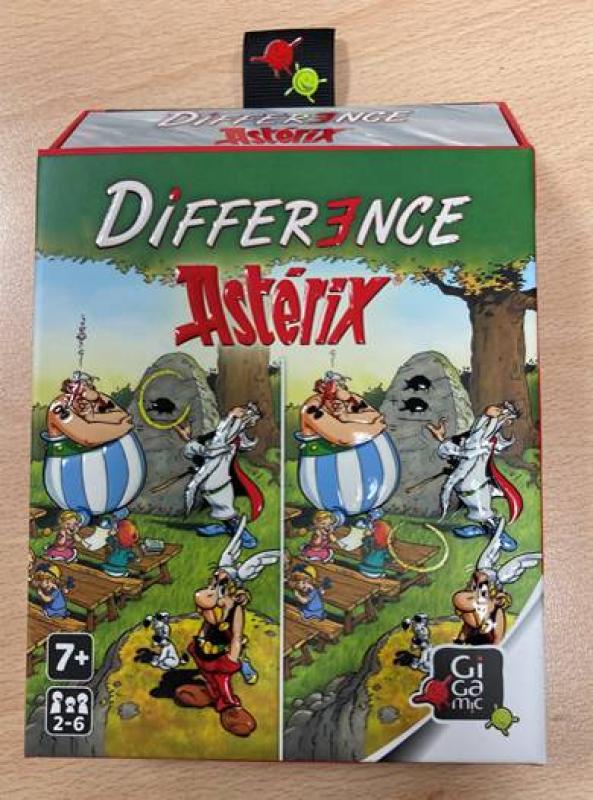 DiFFERENCE
Astérix
DiFFERENCE
Astérix
7+
2-6
GiGamic